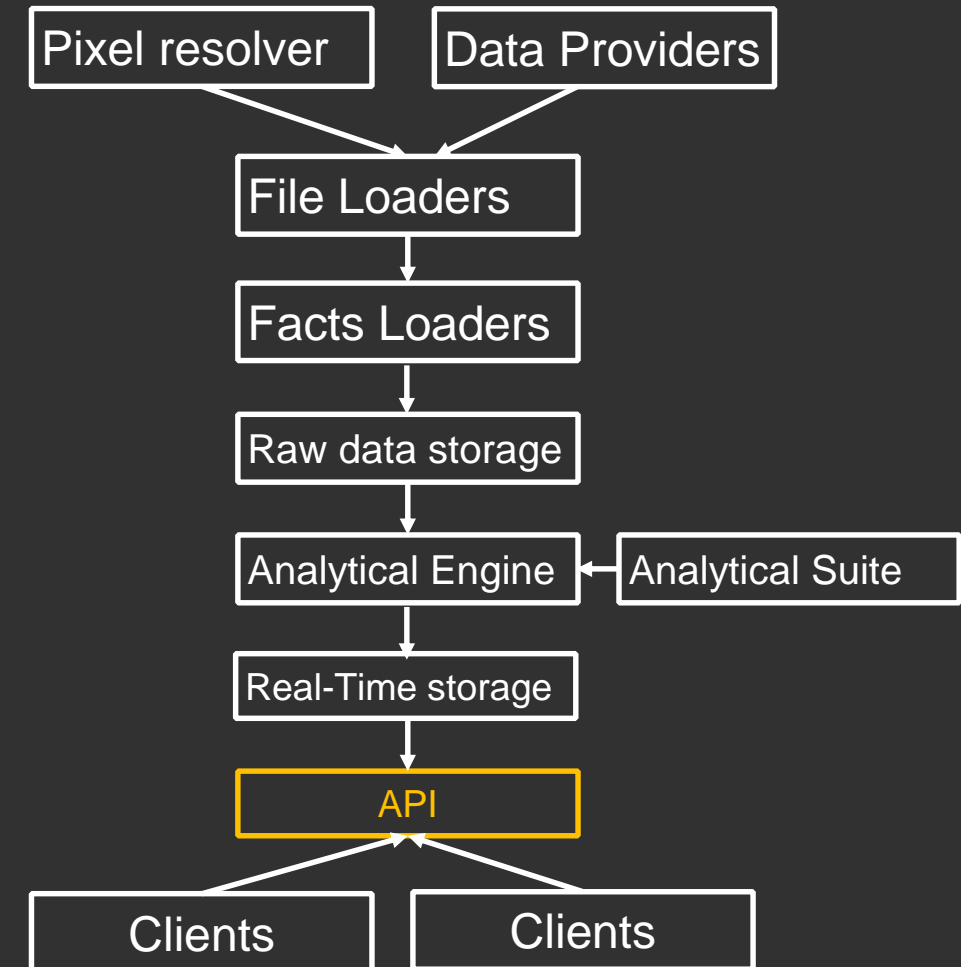 Pixel resolver
Data Providers
File Loaders
Facts Loaders
Raw data storage
Analytical Engine
Analytical Suite
Real-Time storage
API
Clients
Clients